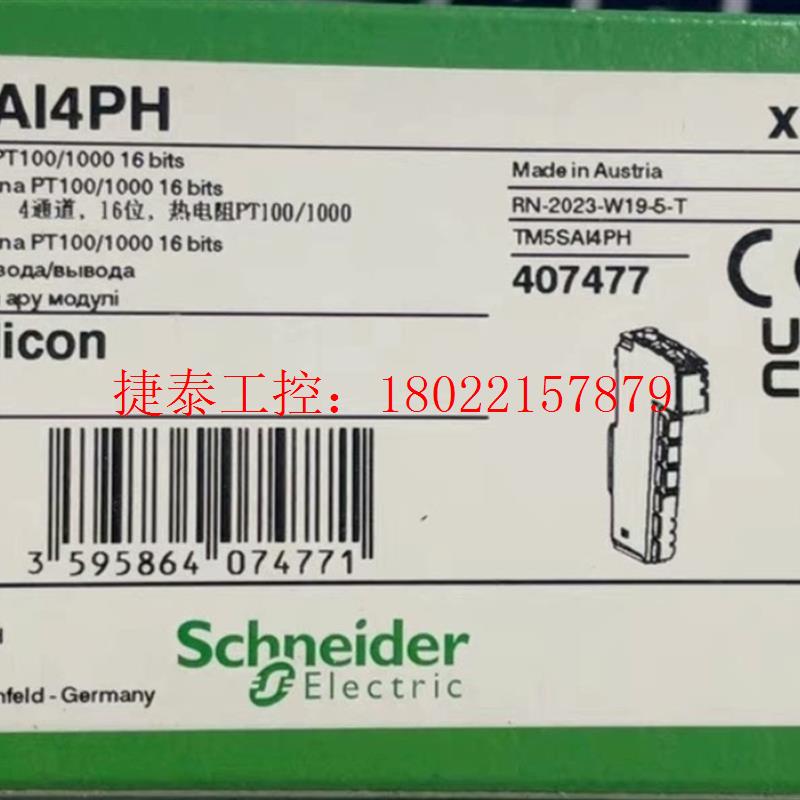 AI4PH
x
PT100/1000 16 bits
na PT100/1000 16 bits
4通道, 16位, 热电阻PT100/1000
na PT100/1000 16 bits
вода/вывода
ару модулі
icon
Made in Austria
RN-2023-W19-5-T
TM5SAI4PH
407477
CE
捷泰工控：18022157879
3 595864 074771
Schneider
Electric
nfeld - Germany